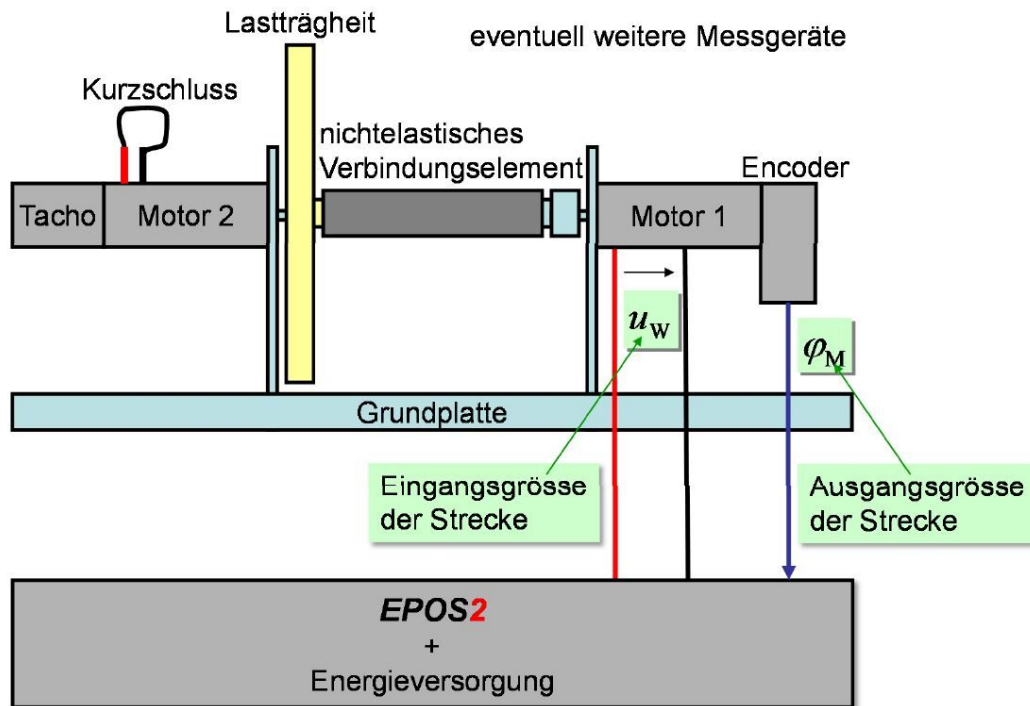 Lastträgheit
eventuell weitere Messgeräte
Kurzschluss
nichtelastisches
Verbindungselement
Encoder
Tacho
Motor 2
Motor 1
u_W
φ_M
Grundplatte
Eingangsgrösse
der Strecke
Ausgangsgrösse
der Strecke
EPOS2
+
Energieversorgung